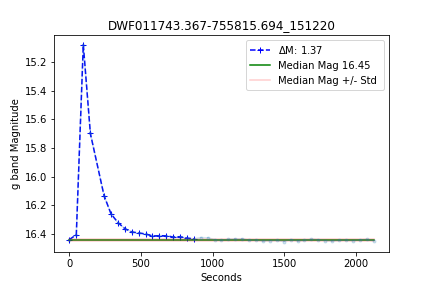 DWF011743.367-755815.694_151220
ΔM: 1.37
Median Mag 16.45
Median Mag +/- Std
g band Magnitude
15.2
15.4
15.6
15.8
16.0
16.2
16.4
0 500 1000 1500 2000
Seconds